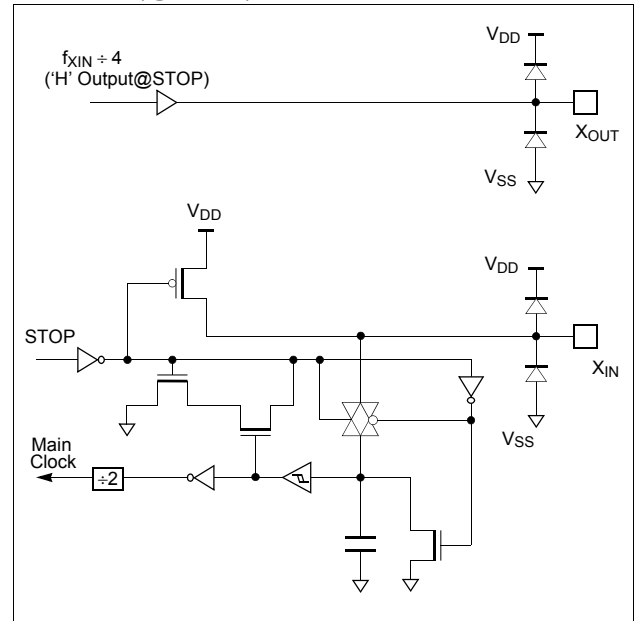 VDD
fXIN ÷ 4
('H' Output@STOP)
XOUT
VSS
VDD
VDD
STOP
XIN
VSS
Main
Clock
÷2